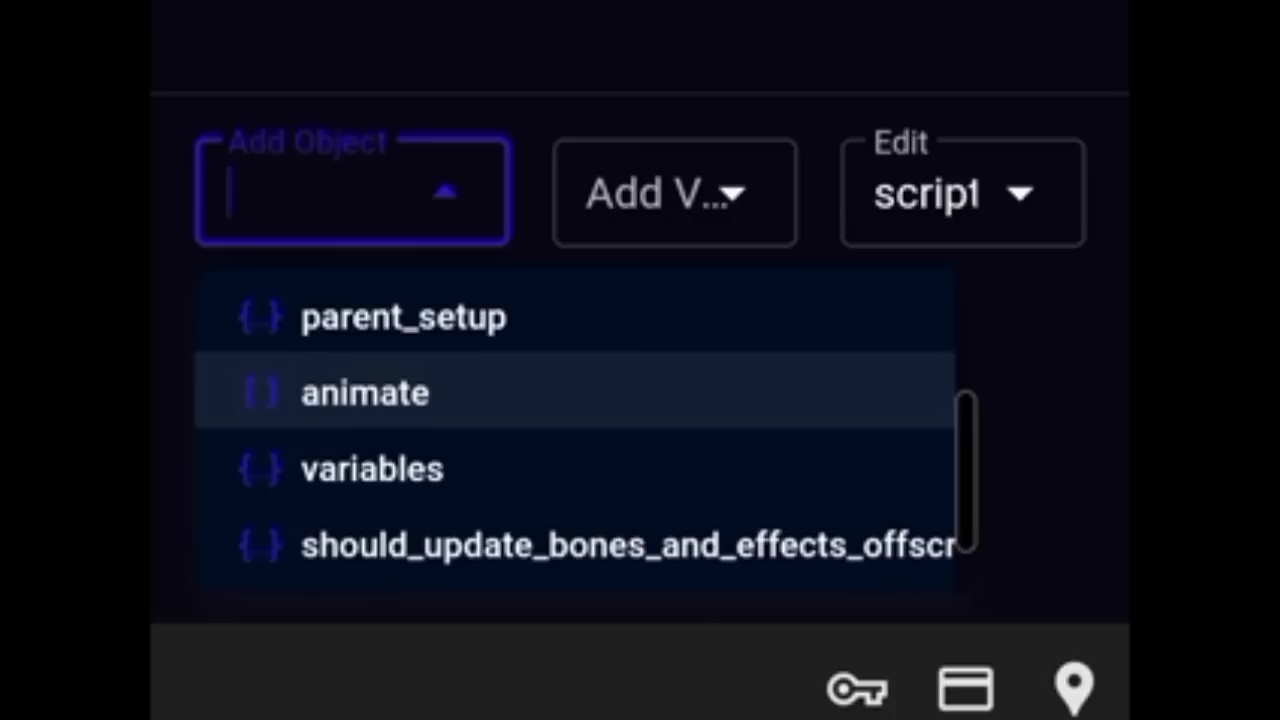 Add Object
Add V...
Edit
script
{..} parent_setup
[ ] animate
{..} variables
{..} should_update_bones_and_effects_offscr